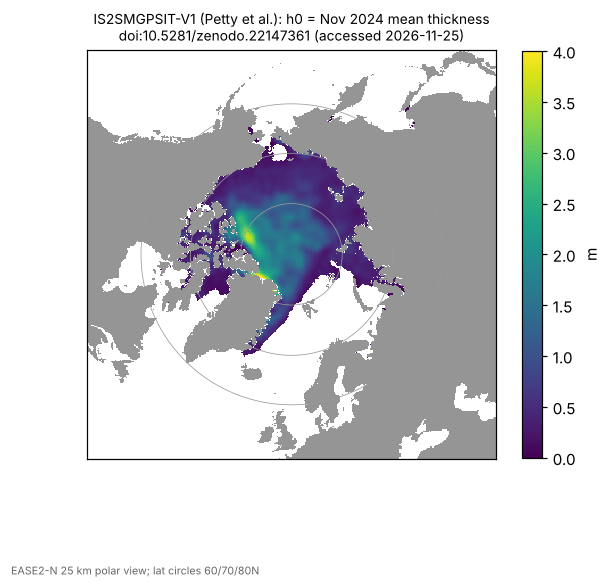 IS2SMGPSIT-V1 (Petty et al.): h0 = Nov 2024 mean thickness
doi:10.5281/zenodo.22147361 (accessed 2026-11-25)
4.0
3.5
3.0
2.5
2.0
1.5
1.0
0.5
0.0
m
EASE2-N 25 km polar view; lat circles 60/70/80N